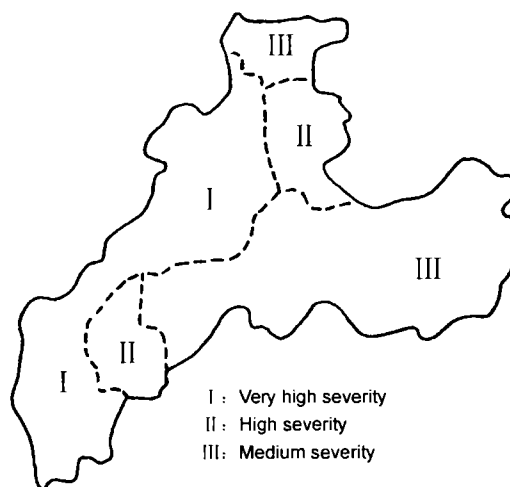 III
II
I
III
II
I
I : Very high severity
II : High severity
III: Medium severity